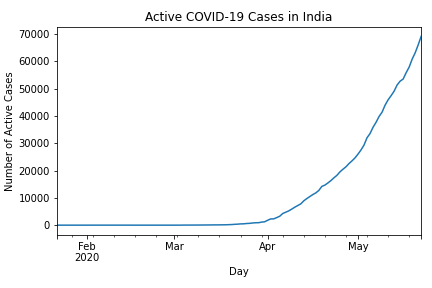 Active COVID-19 Cases in India
70000
60000
50000
40000
30000
20000
10000
0
Number of Active Cases
Feb Mar Apr May
2020
Day